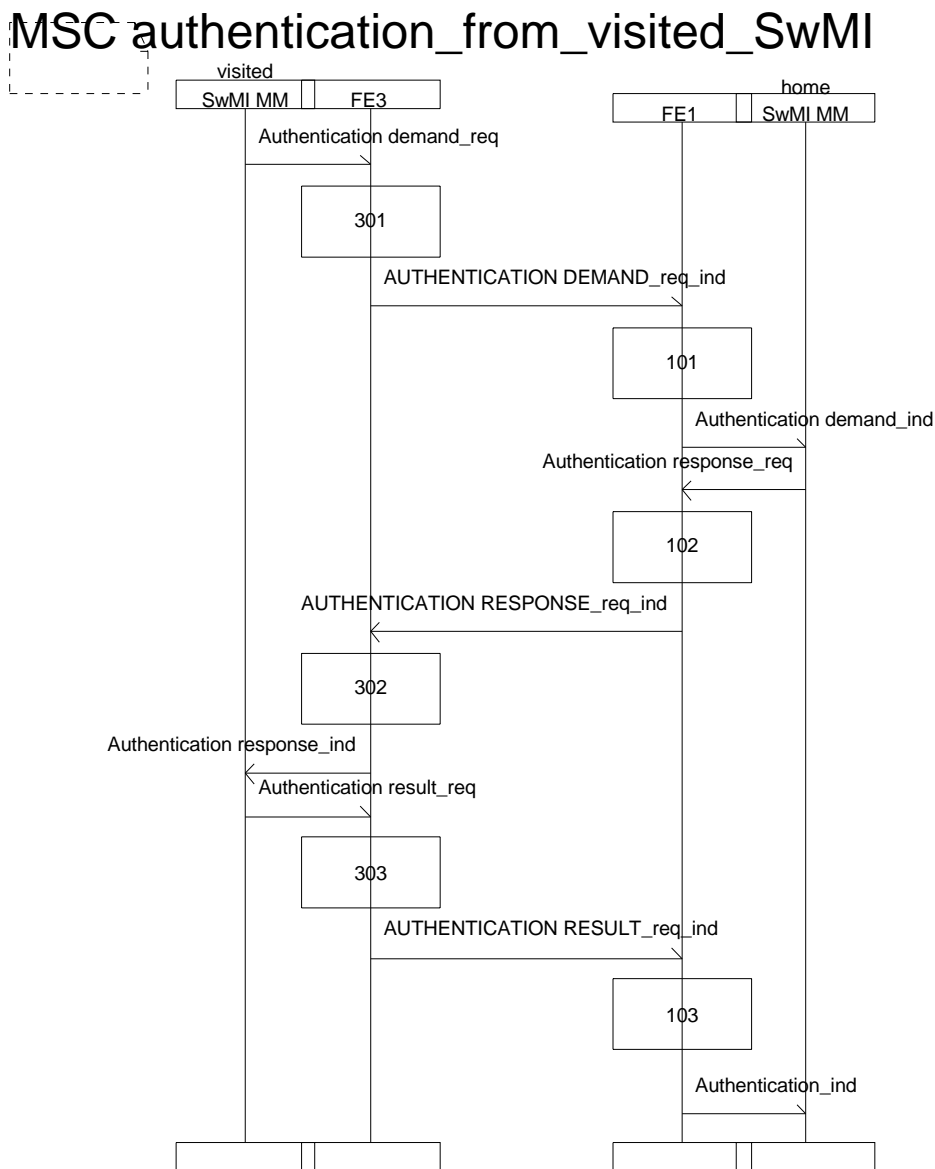 MSC authentication_from_visited_SwMI
visited
SwMI MM
FE3
home
FE1
SwMI MM
Authentication demand_req
301
AUTHENTICATION DEMAND_req_ind
101
Authentication demand_ind
Authentication response_req
102
AUTHENTICATION RESPONSE_req_ind
302
Authentication response_ind
Authentication result_req
303
AUTHENTICATION RESULT_req_ind
103
Authentication_ind